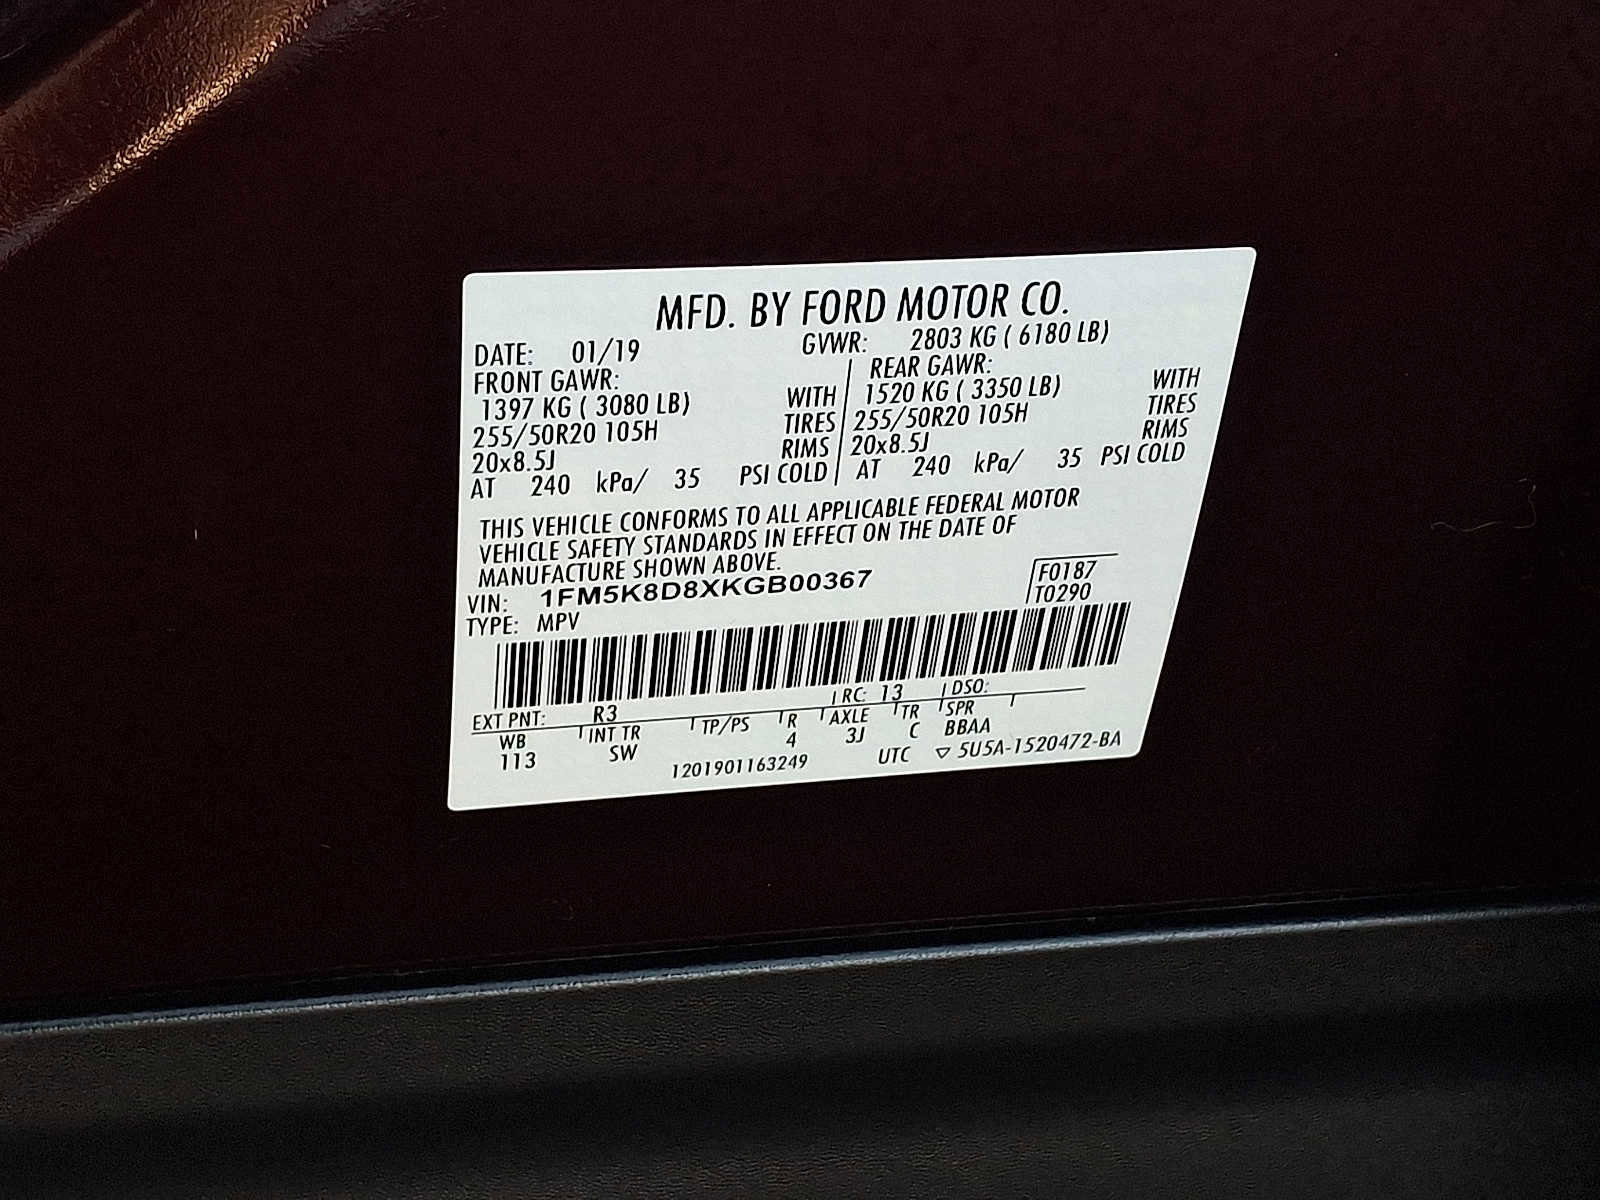 MFD. BY FORD MOTOR CO.
DATE: 01/19 GVWR: 2803 KG ( 6180 LB)
FRONT GAWR: REAR GAWR:
1397 KG ( 3080 LB) WITH 1520 KG ( 3350 LB) WITH
255/50R20 105H TIRES 255/50R20 105H TIRES
20x8.5J RIMS 20x8.5J RIMS
AT 240 kPa/ 35 PSI COLD AT 240 kPa/ 35 PSI COLD
THIS VEHICLE CONFORMS TO ALL APPLICABLE FEDERAL MOTOR
VEHICLE SAFETY STANDARDS IN EFFECT ON THE DATE OF
MANUFACTURE SHOWN ABOVE.
VIN: 1FM5K8D8XKGB00367 F0187
TYPE: MPV T0290
EXT PNT: R3 RC: 13 DSO:
WB INT TR TP/PS R AXLE TR SPR
113 SW 4 3J C BBAA
1201901163249 UTC ▽ 5U5A-1520472-BA